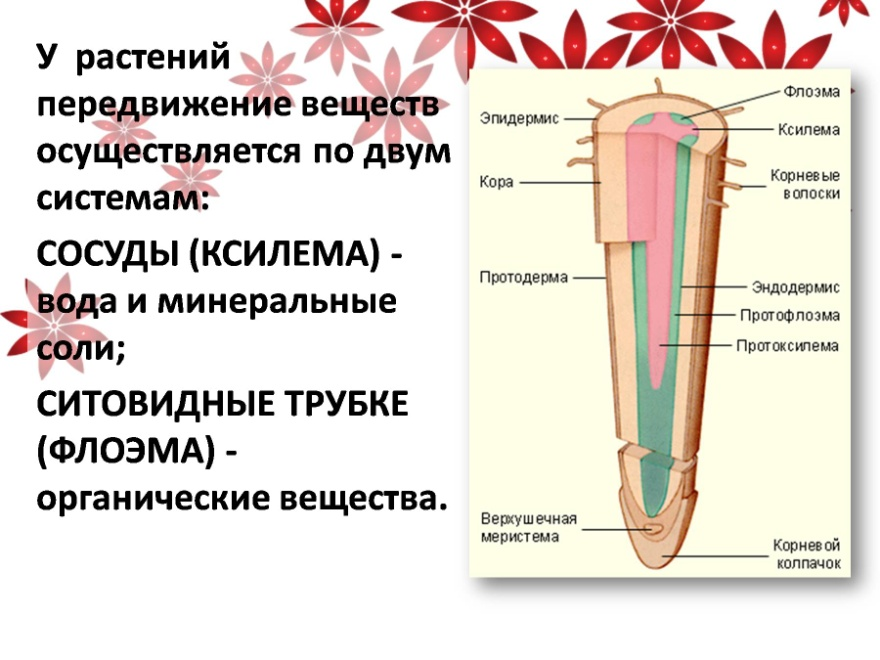 У растений
передвижение веществ
осуществляется по двум
системам:
СОСУДЫ (КСИЛЕМА) -
вода и минеральные
соли;
СИТОВИДНЫЕ ТРУБКЕ
(ФЛОЭМА) -
органические вещества.
Флоэма
Эпидермис
Ксилема
Кора
Корневые
волоски
Протодерма
Эндодермис
Протофлоэма
Протоксилема
Верхушечная
меристема
Корневой
колпачок